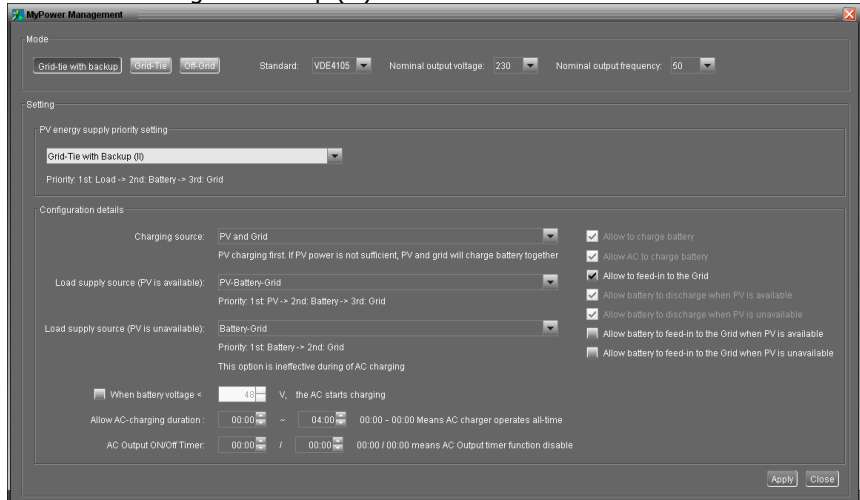 MyPower Management
Mode
Grid-tie with backup Grid-Tie Off-Grid Standard: VDE4105 Nominal output voltage: 230 Nominal output frequency: 50
Setting
PV energy supply priority setting
Grid-Tie with Backup (II)
Priority: 1st: Load -> 2nd: Battery -> 3rd: Grid
Configuration details
Charging source: PV and Grid
PV charging first. If PV power is not sufficient, PV and grid will charge battery together
Load supply source (PV is available): PV-Battery-Grid
Priority: 1st: PV -> 2nd: Battery -> 3rd: Grid
Load supply source (PV is unavailable): Battery-Grid
Priority: 1st: Battery -> 2nd: Grid
This option is ineffective during of AC charging
When battery voltage < 48 V, the AC starts charging
Allow AC-charging duration : 00:00 ~ 04:00 00:00 - 00:00 Means AC charger operates all-time
AC Output ON/Off Timer: 00:00 / 00:00 00:00 / 00:00 means AC Output timer function disable
Allow to charge battery
Allow AC to charge battery
Allow to feed-in to the Grid
Allow battery to discharge when PV is available
Allow battery to discharge when PV is unavailable
Allow battery to feed-in to the Grid when PV is available
Allow battery to feed-in to the Grid when PV is unavailable
Apply Close